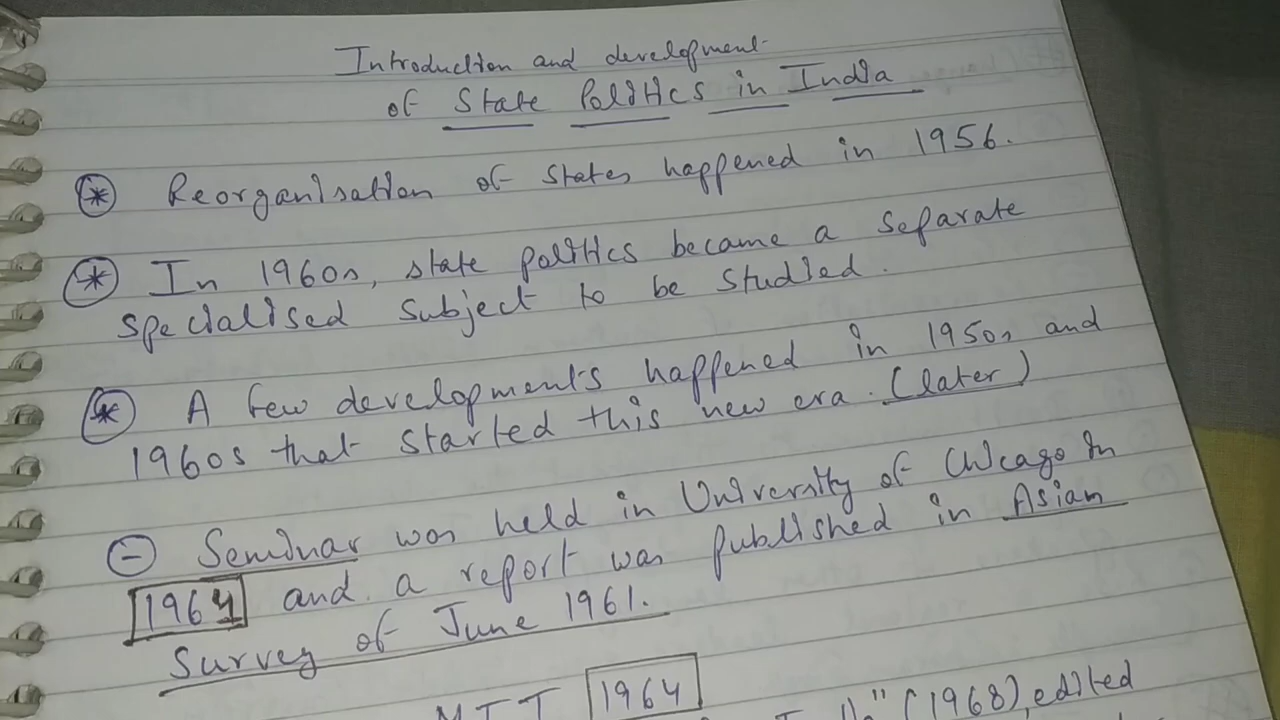 Introduction and development
of State Politics in India
* Reorganisation of states happened in 1956.
* In 1960s, state politics became a separate
specialised subject to be studied.
* A few developments happened in 1950s and
1960s that started this new era. (later)
- Seminar was held in University of Chicago in
1964 and a report was published in Asian
Survey of June 1961.
MIT 1964
" (1968), edited